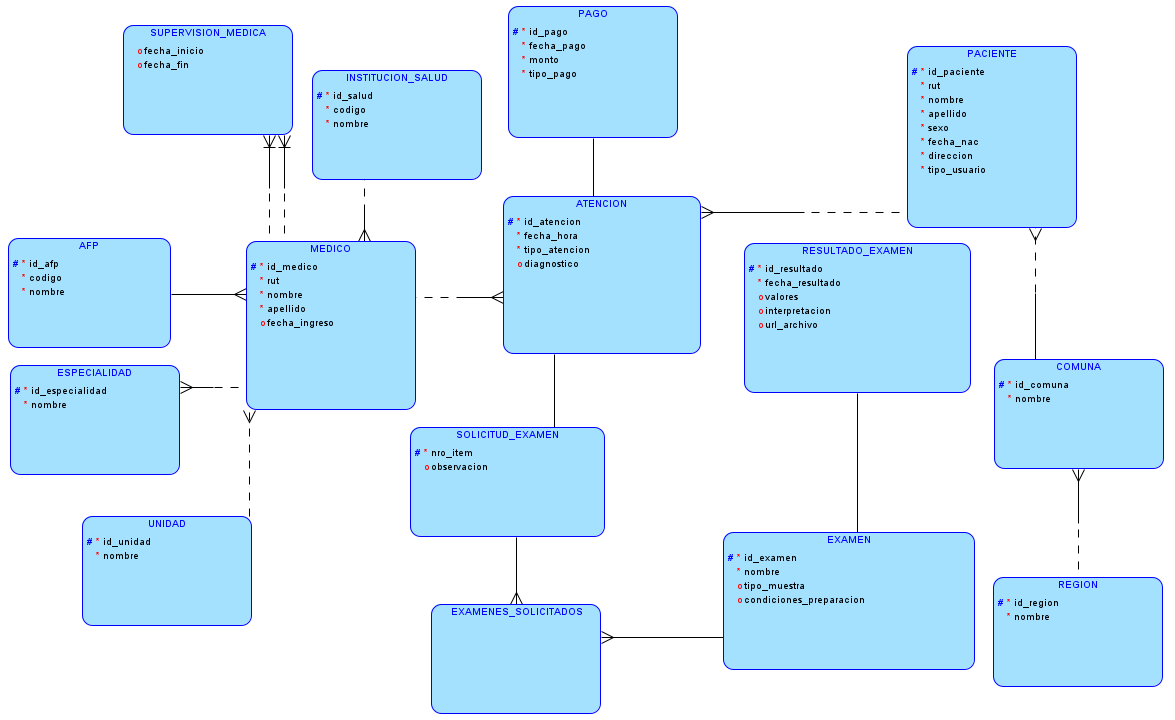 PAGO
# * id_pago
* fecha_pago
* monto
* tipo_pago
SUPERVISION_MEDICA
o fecha_inicio
o fecha_fin
PACIENTE
# * id_paciente
* rut
* nombre
* apellido
* sexo
* fecha_nac
* direccion
* tipo_usuario
INSTITUCION_SALUD
# * id_salud
* codigo
* nombre
ATENCION
# * id_atencion
* fecha_hora
* tipo_atencion
o diagnostico
AFP
# * id_afp
* codigo
* nombre
MEDICO
# * id_medico
* rut
* nombre
* apellido
o fecha_ingreso
RESULTADO_EXAMEN
# * id_resultado
* fecha_resultado
o valores
o interpretacion
o url_archivo
ESPECIALIDAD
# * id_especialidad
* nombre
COMUNA
# * id_comuna
* nombre
SOLICITUD_EXAMEN
# * nro_item
o observacion
UNIDAD
# * id_unidad
* nombre
EXAMEN
# * id_examen
* nombre
o tipo_muestra
o condiciones_preparacion
REGION
# * id_region
* nombre
EXAMENES_SOLICITADOS